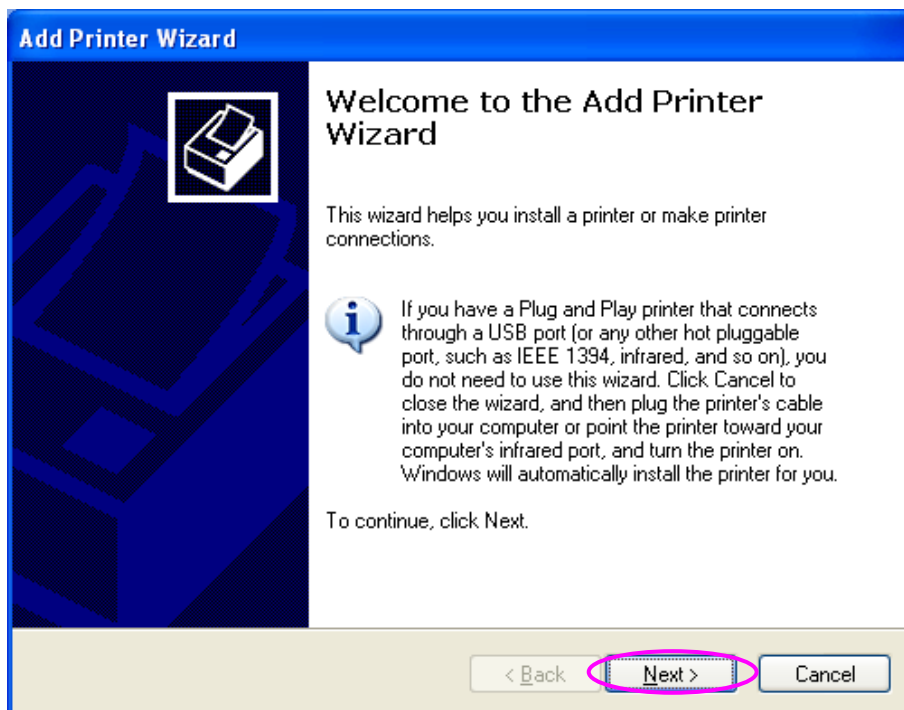 Add Printer Wizard
Welcome to the Add Printer
Wizard
This wizard helps you install a printer or make printer
connections.
If you have a Plug and Play printer that connects
through a USB port (or any other hot pluggable
port, such as IEEE 1394, infrared, and so on), you
do not need to use this wizard. Click Cancel to
close the wizard, and then plug the printer's cable
into your computer or point the printer toward your
computer's infrared port, and turn the printer on.
Windows will automatically install the printer for you.
To continue, click Next.
< Back Next > Cancel